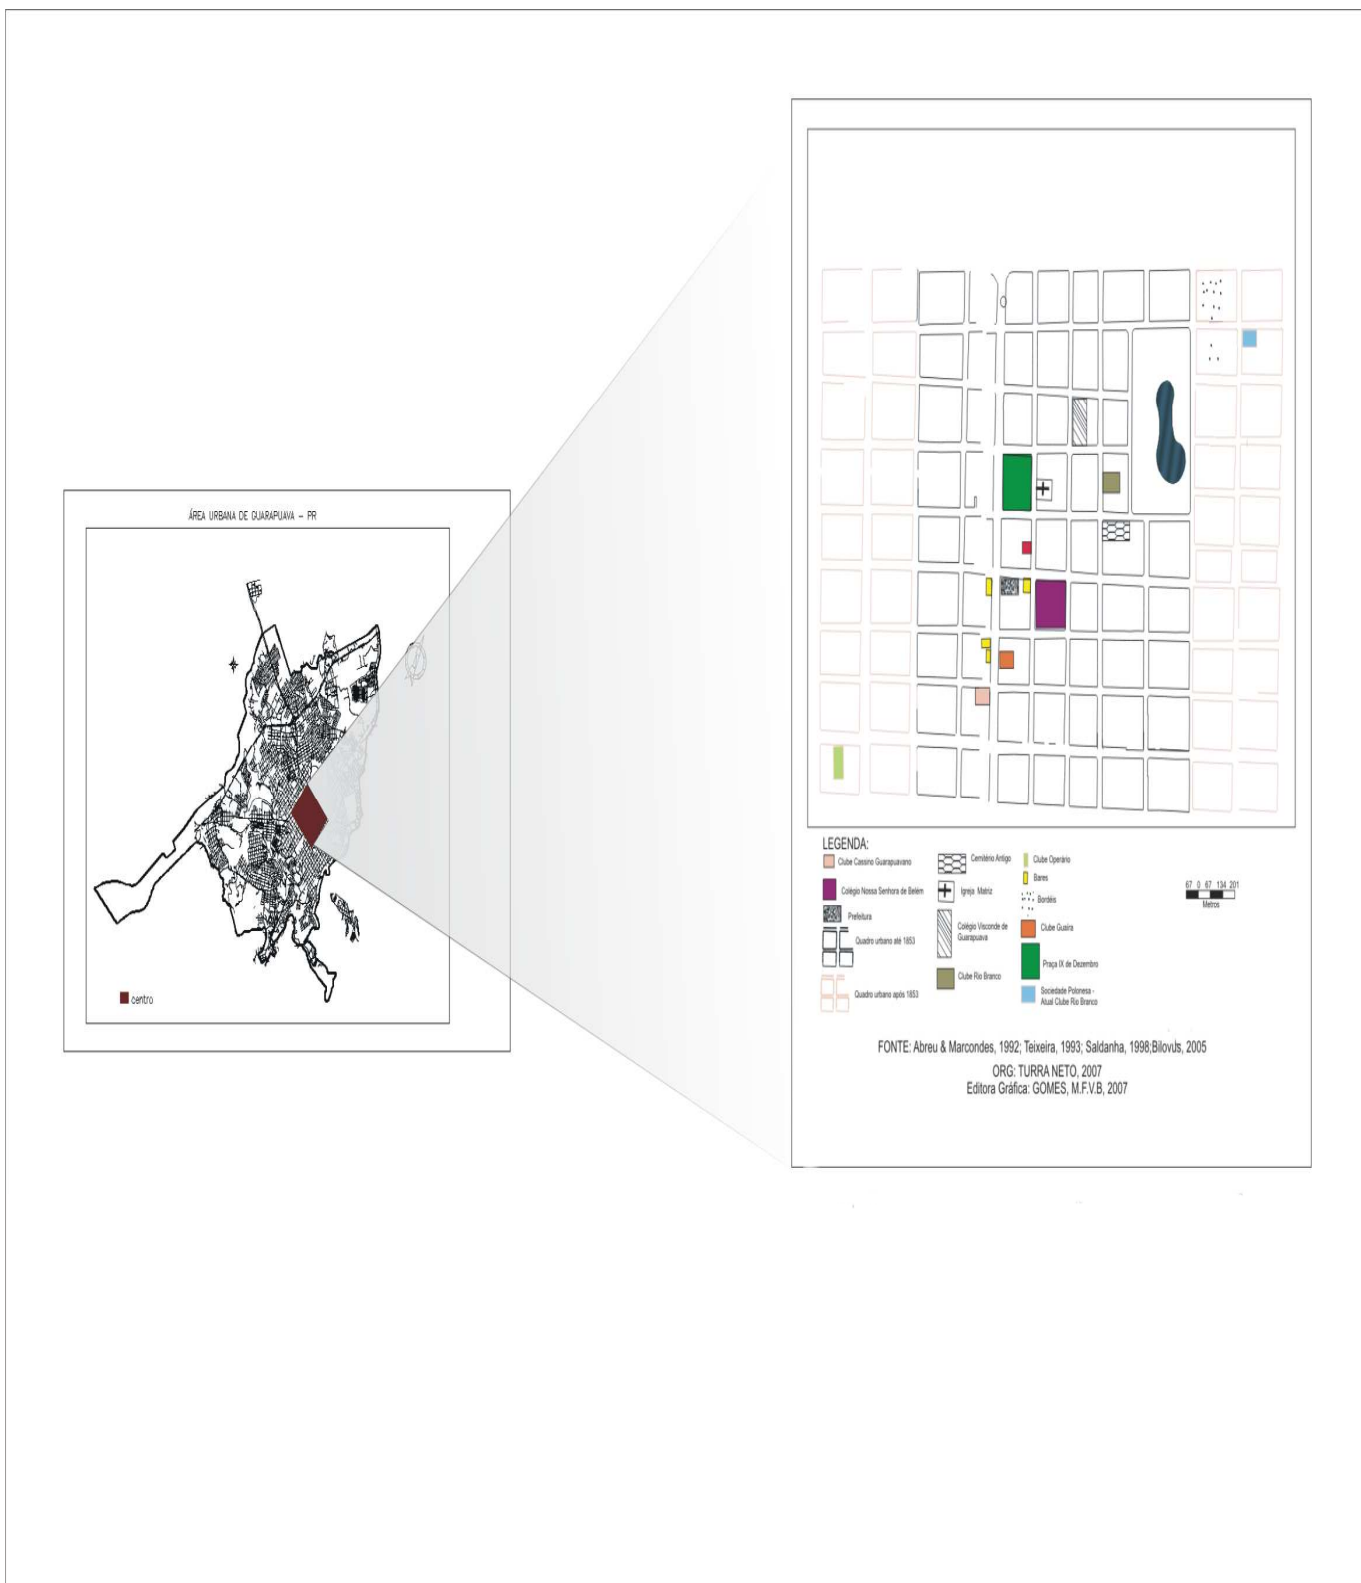 ÁREA URBANA DE GUARAPUAVA – PR
centro
LEGENDA:
Clube Cassino Guarapuavano
Colégio Nossa Senhora de Belém
Prefeitura
Quadro urbano até 1853
Quadro urbano após 1853
Cemitério Antigo
Igreja Matriz
Colégio Visconde de
Guarapuava
Clube Rio Branco
Clube Operário
Bares
Bordéis
Clube Guaíra
Praça IX de Dezembro
Sociedade Polonesa -
Atual Clube Rio Branco
67 0 67 134 201
Metros
FONTE: Abreu & Marcondes, 1992; Teixeira, 1993; Saldanha, 1998;Bilovus, 2005
ORG: TURRA NETO, 2007
Editora Gráfica: GOMES, M.F.V.B, 2007